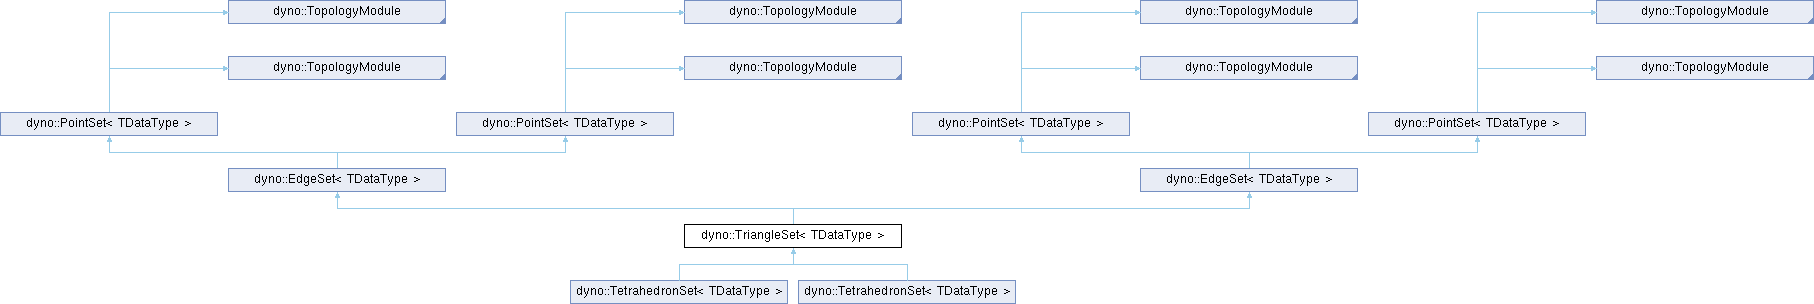 dyno::TopologyModule
dyno::TopologyModule
dyno::TopologyModule
dyno::TopologyModule
dyno::TopologyModule
dyno::TopologyModule
dyno::TopologyModule
dyno::TopologyModule
dyno::PointSet< TDataType >
dyno::PointSet< TDataType >
dyno::PointSet< TDataType >
dyno::PointSet< TDataType >
dyno::EdgeSet< TDataType >
dyno::EdgeSet< TDataType >
dyno::TriangleSet< TDataType >
dyno::TetrahedronSet< TDataType >
dyno::TetrahedronSet< TDataType >